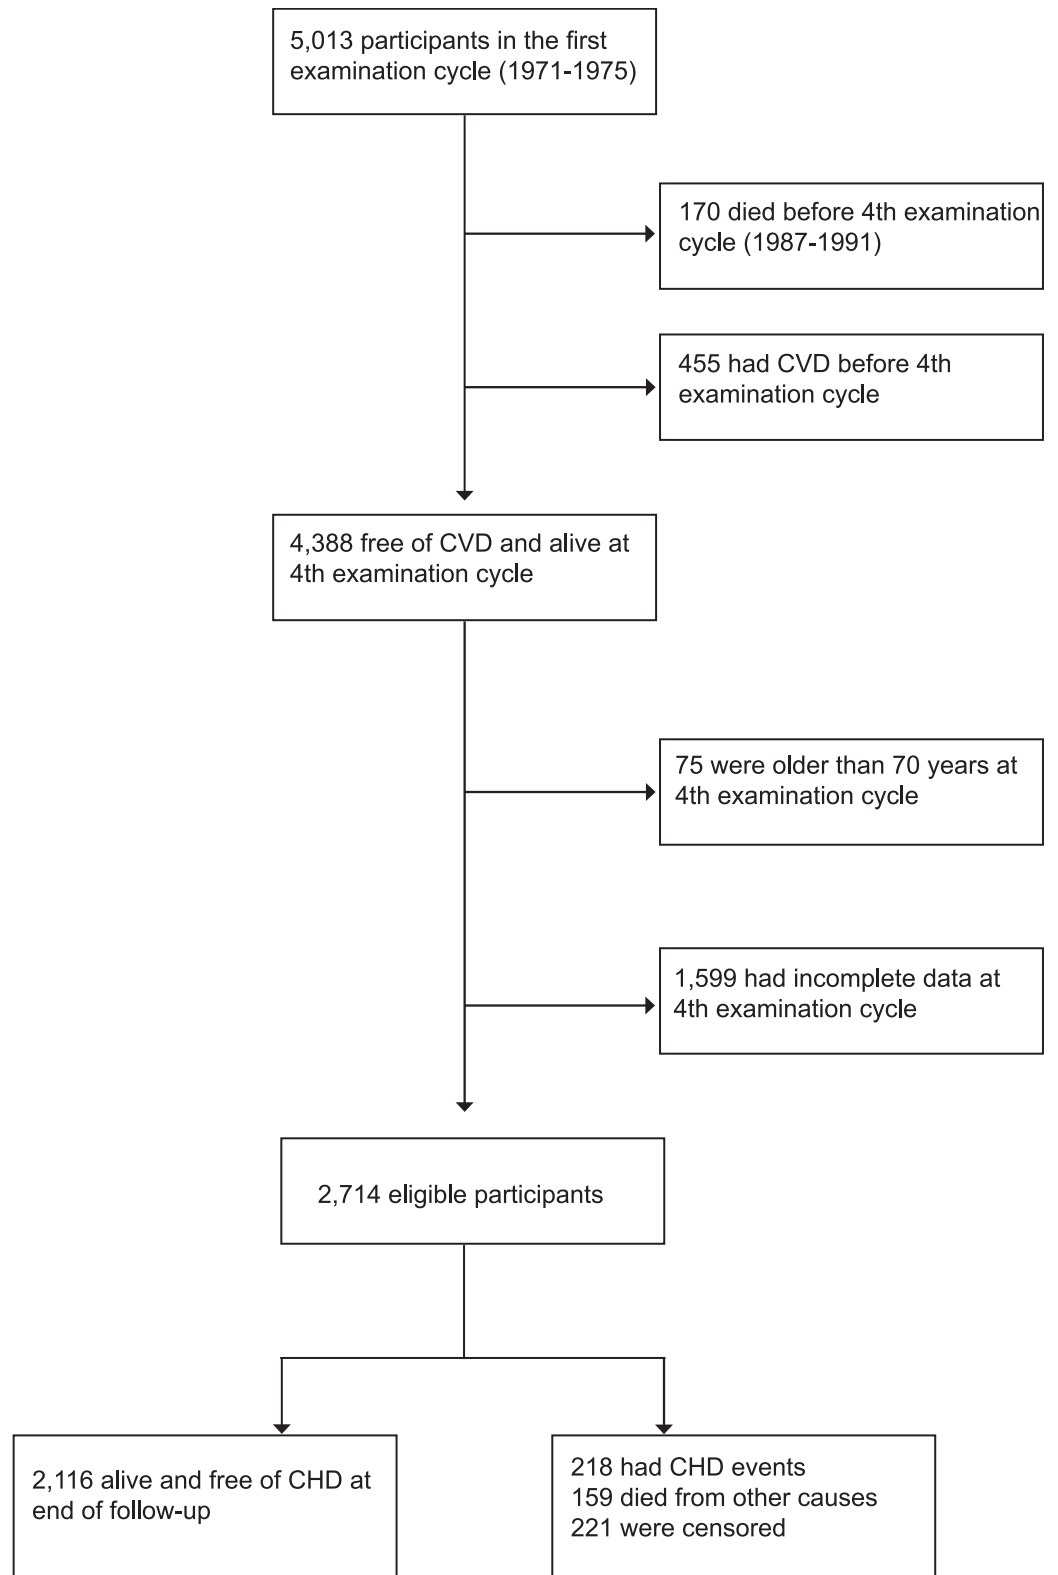 5,013 participants in the first
examination cycle (1971-1975)
170 died before 4th examination
cycle (1987-1991)
455 had CVD before 4th
examination cycle
4,388 free of CVD and alive at
4th examination cycle
75 were older than 70 years at
4th examination cycle
1,599 had incomplete data at
4th examination cycle
2,714 eligible participants
2,116 alive and free of CHD at
end of follow-up
218 had CHD events
159 died from other causes
221 were censored